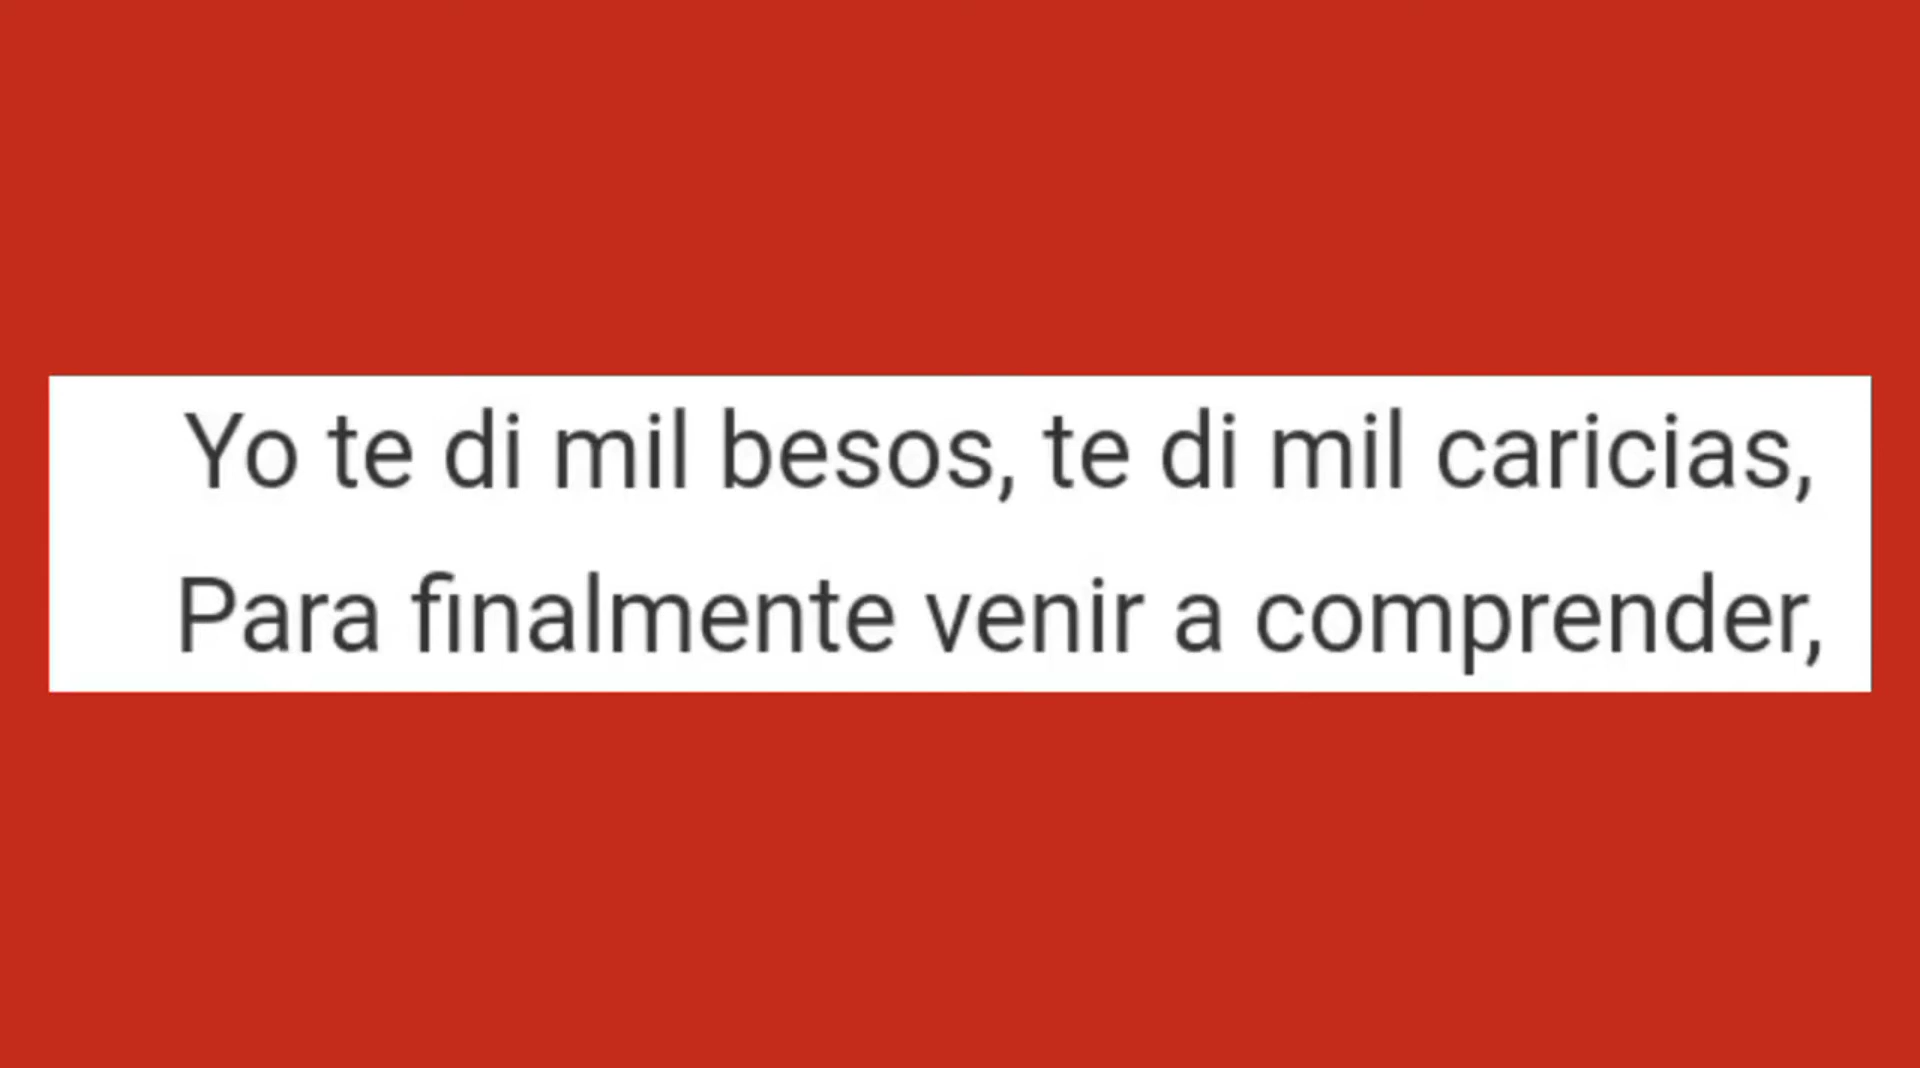 Yo te di mil besos, te di mil caricias,
Para finalmente venir a comprender,